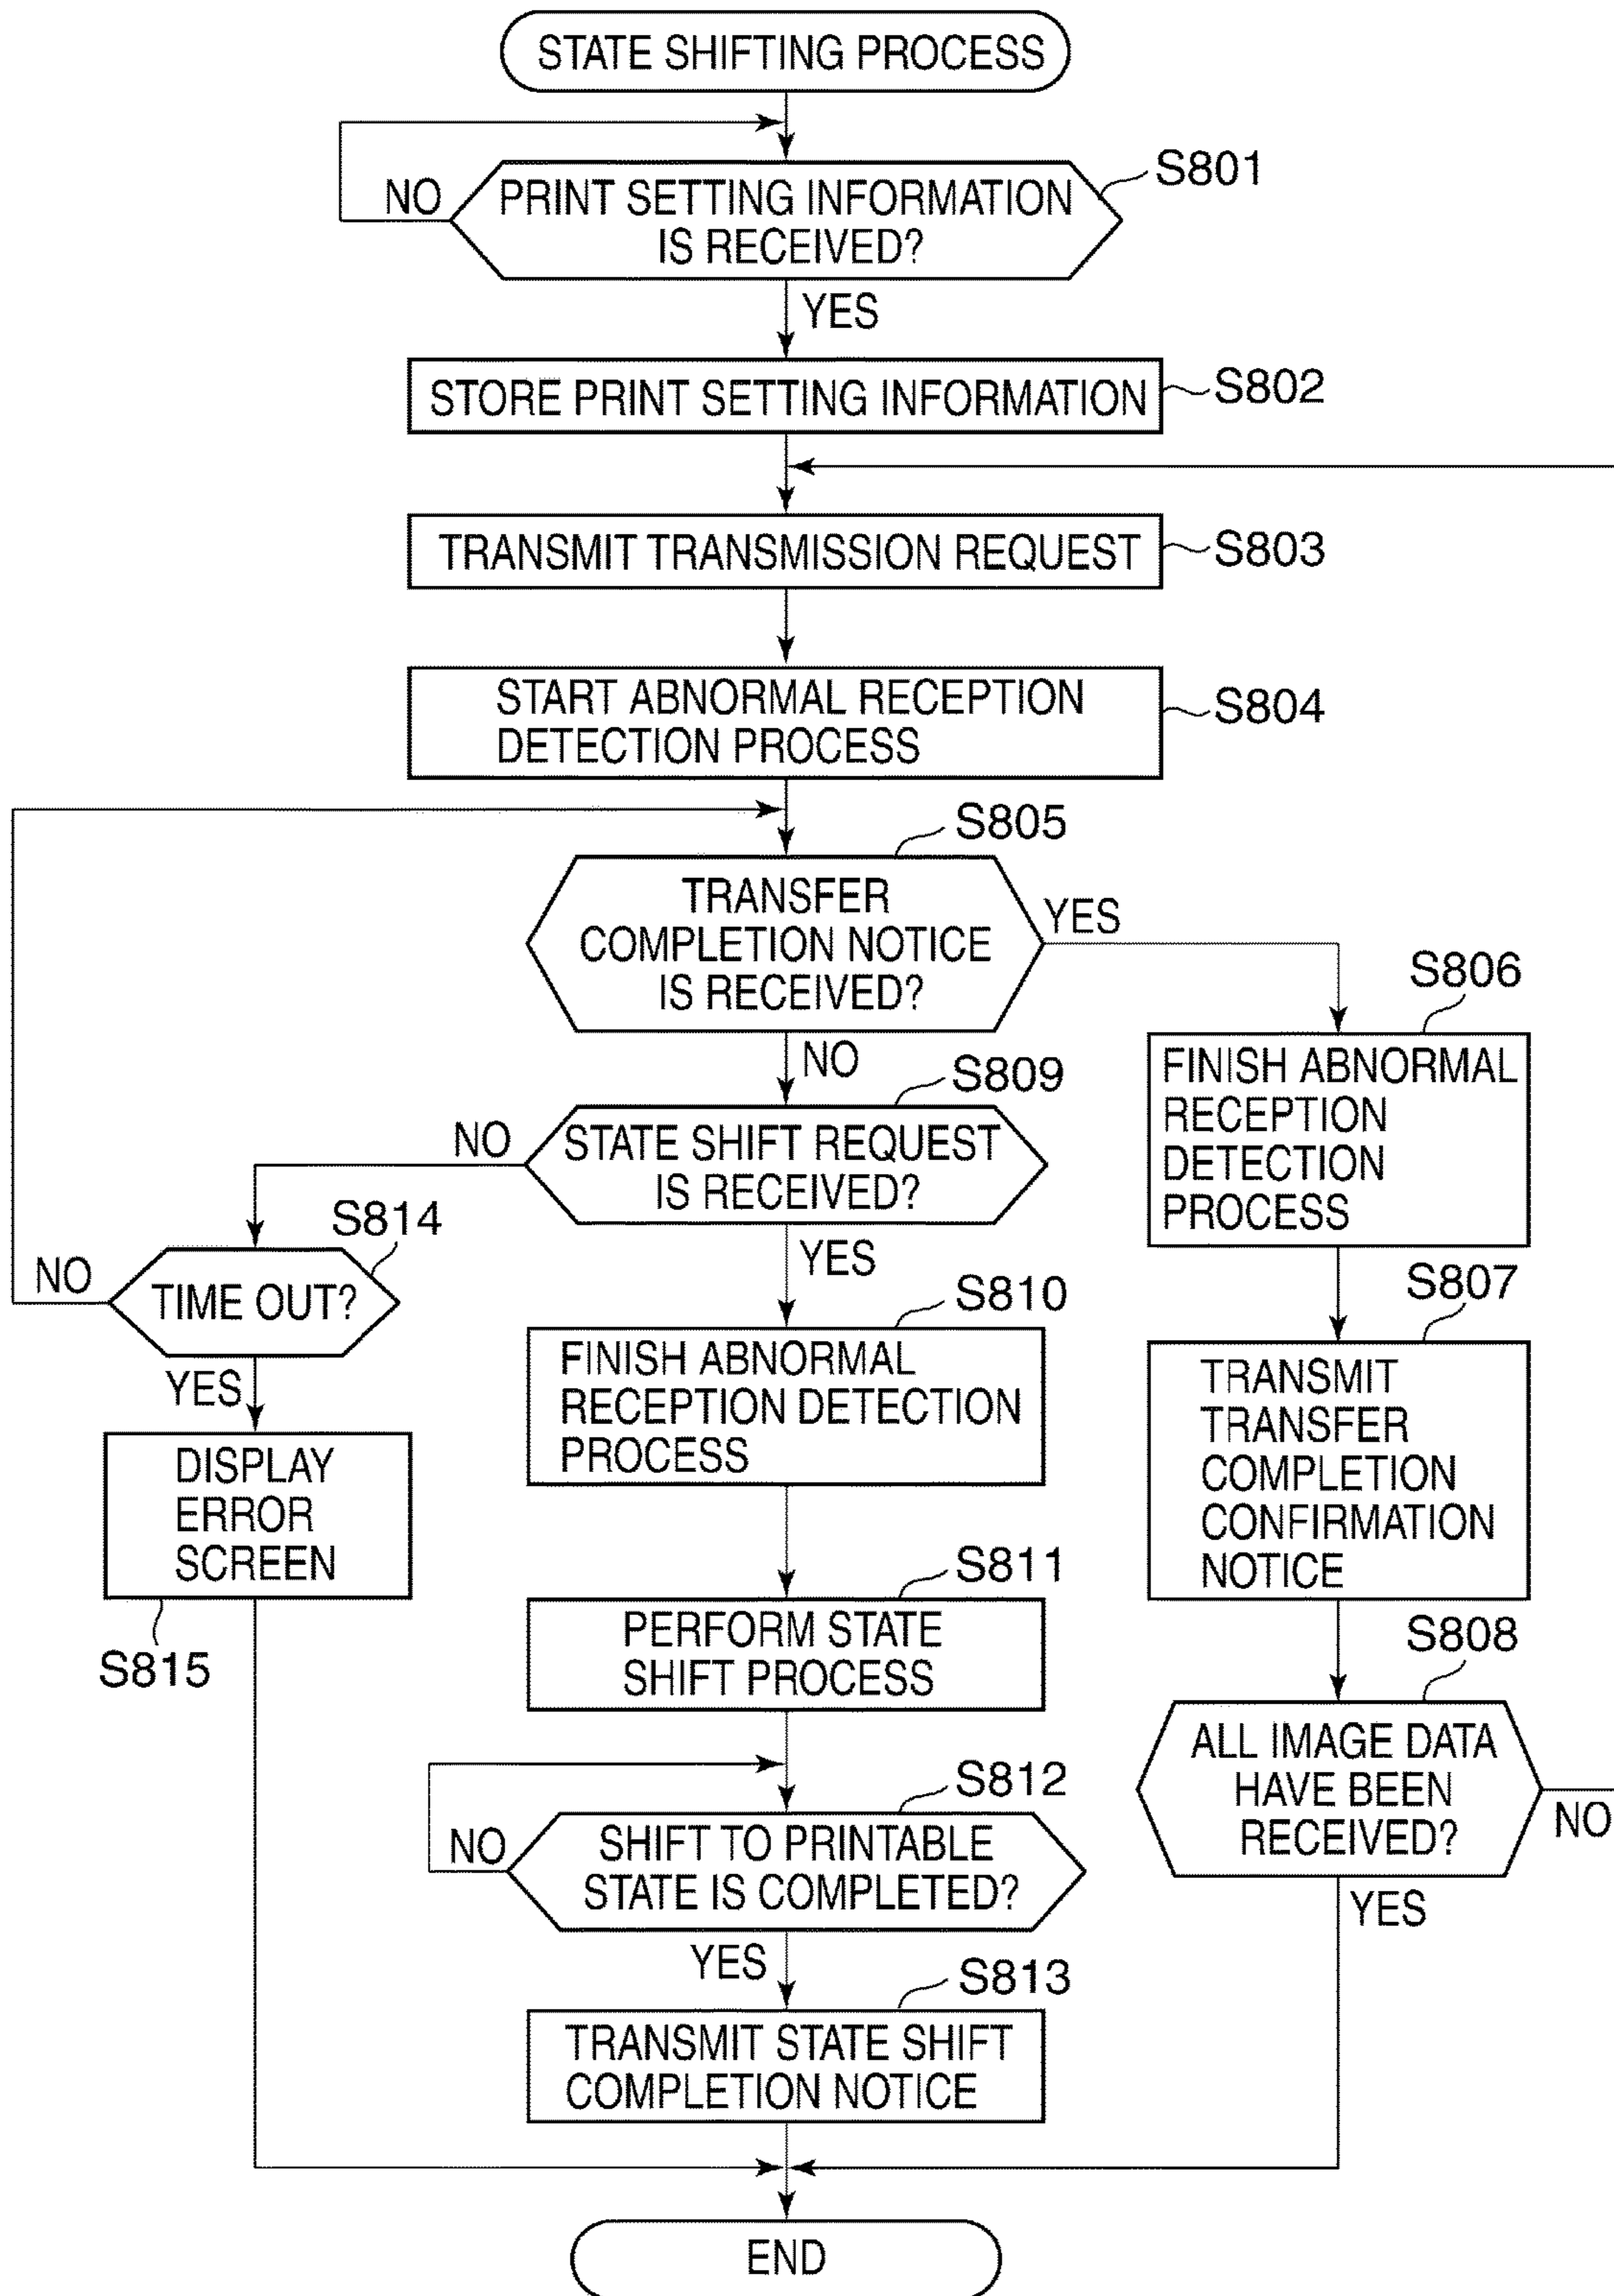 STATE SHIFTING PROCESS
S801
NO
PRINT SETTING INFORMATION
IS RECEIVED?
YES
STORE PRINT SETTING INFORMATION
S802
TRANSMIT TRANSMISSION REQUEST
S803
START ABNORMAL RECEPTION
DETECTION PROCESS
S804
S805
TRANSFER
COMPLETION NOTICE
IS RECEIVED?
YES
NO
S806
FINISH ABNORMAL
RECEPTION
DETECTION
PROCESS
S809
NO
STATE SHIFT REQUEST
IS RECEIVED?
YES
S814
NO
TIME OUT?
YES
S810
FINISH ABNORMAL
RECEPTION DETECTION
PROCESS
S807
TRANSMIT
TRANSFER
COMPLETION
CONFIRMATION
NOTICE
DISPLAY
ERROR
SCREEN
S815
S811
PERFORM STATE
SHIFT PROCESS
S808
ALL IMAGE DATA
HAVE BEEN
RECEIVED?
NO
YES
S812
NO
SHIFT TO PRINTABLE
STATE IS COMPLETED?
YES
S813
TRANSMIT STATE SHIFT
COMPLETION NOTICE
END